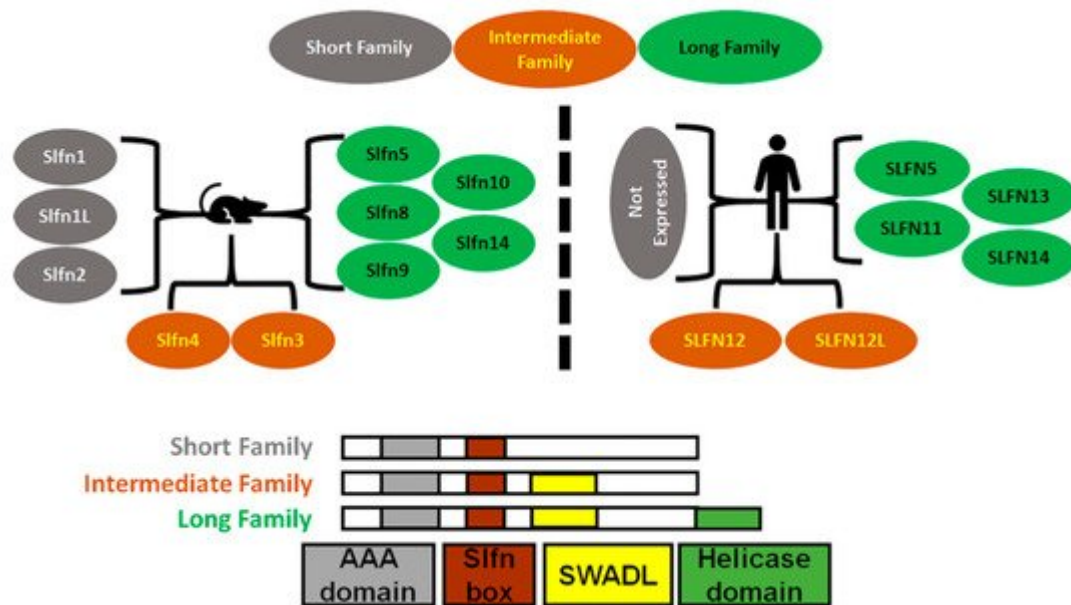 Short Family
Intermediate
Family
Long Family
Slfn1
Slfn1L
Slfn2
Slfn4
Slfn3
Slfn5
Slfn10
Slfn8
Slfn14
Slfn9
Not
Expressed
SLFN5
SLFN13
SLFN11
SLFN14
SLFN12
SLFN12L
Short Family
Intermediate Family
Long Family
AAA
domain
Slfn
box
SWADL
Helicase
domain